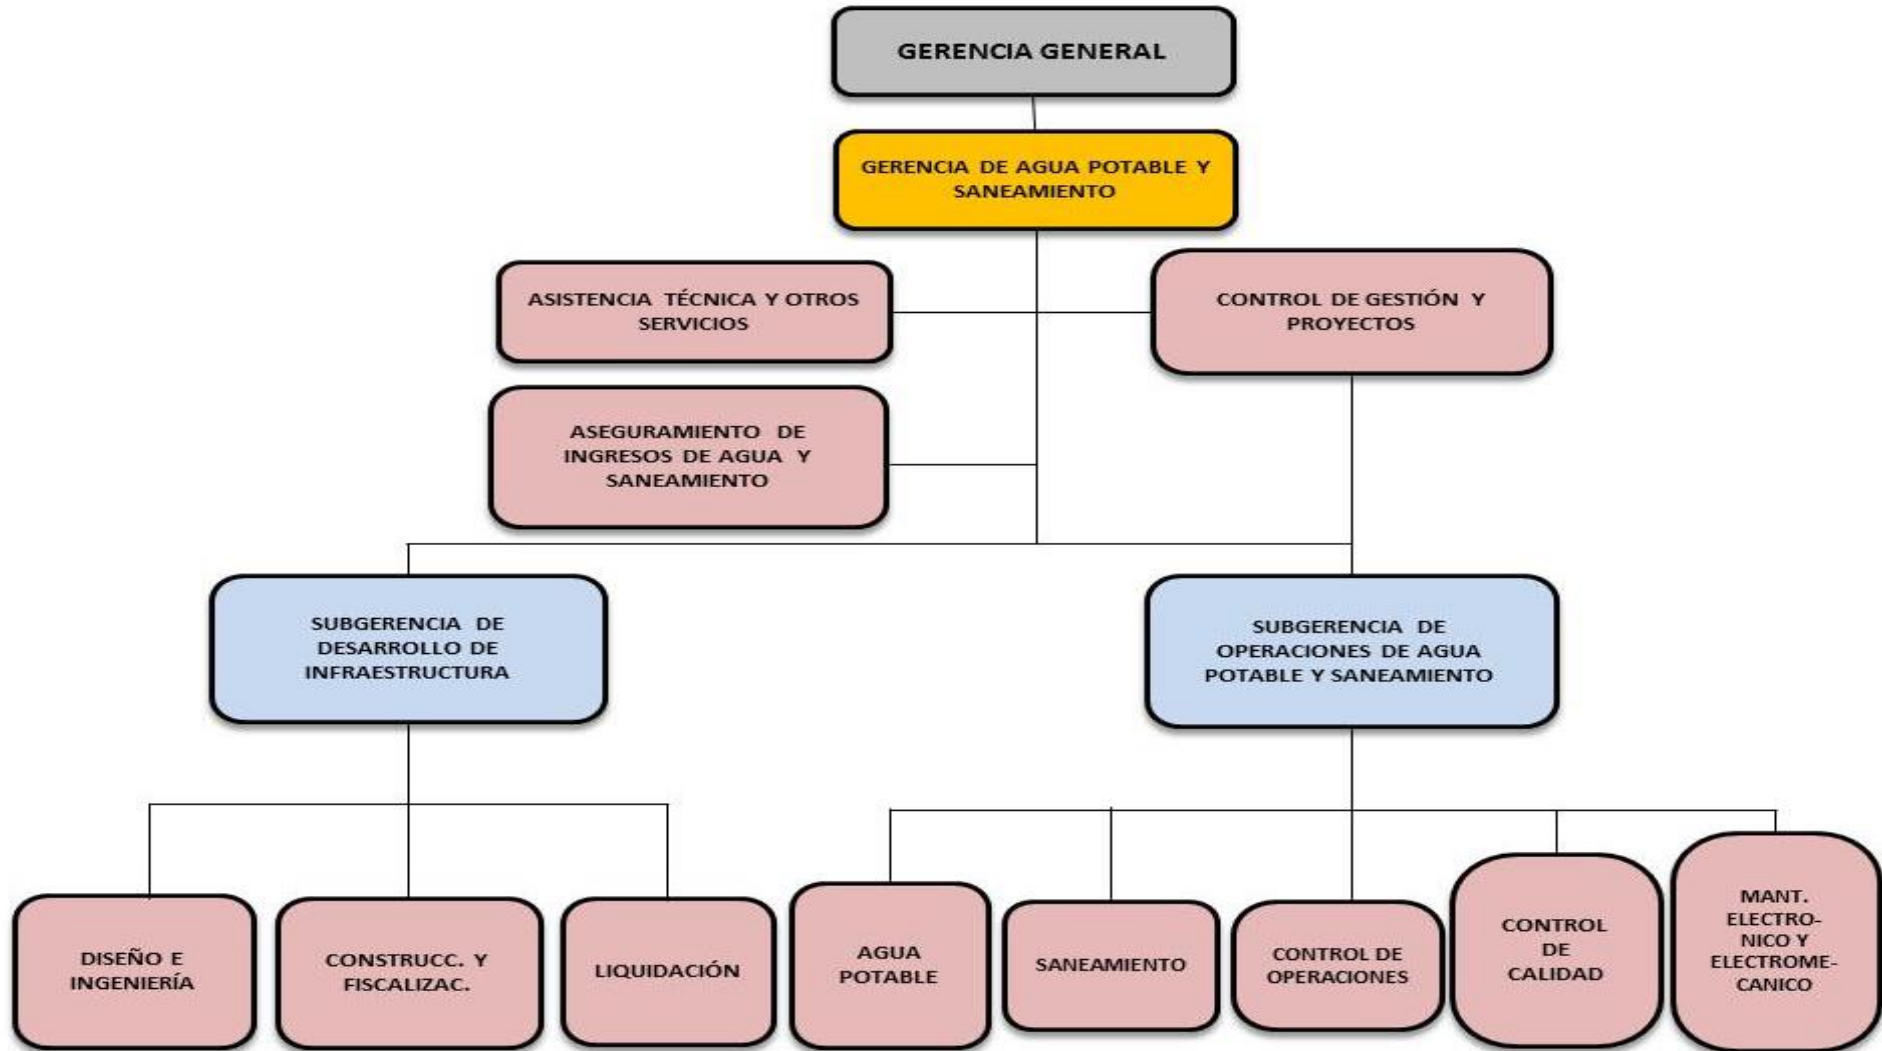 GERENCIA GENERAL
GERENCIA DE AGUA POTABLE Y
SANEAMIENTO
ASISTENCIA TÉCNICA Y OTROS
SERVICIOS
CONTROL DE GESTIÓN Y
PROYECTOS
ASEGURAMIENTO DE
INGRESOS DE AGUA Y
SANEAMIENTO
SUBGERENCIA DE
DESARROLLO DE
INFRAESTRUCTURA
SUBGERENCIA DE
OPERACIONES DE AGUA
POTABLE Y SANEAMIENTO
DISEÑO E
INGENIERÍA
CONSTRUCC. Y
FISCALIZAC.
LIQUIDACIÓN
AGUA
POTABLE
SANEAMIENTO
CONTROL DE
OPERACIONES
CONTROL
DE
CALIDAD
MANT.
ELECTRO-
NICO Y
ELECTROME-
CANICO